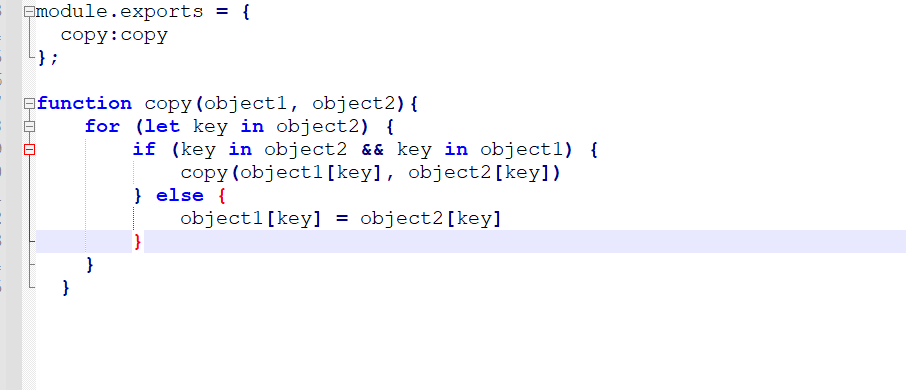 module.exports = {
copy:copy
};
function copy(object1, object2){
for (let key in object2) {
if (key in object2 && key in object1) {
copy(object1[key], object2[key])
} else {
object1[key] = object2[key]
}
}
}